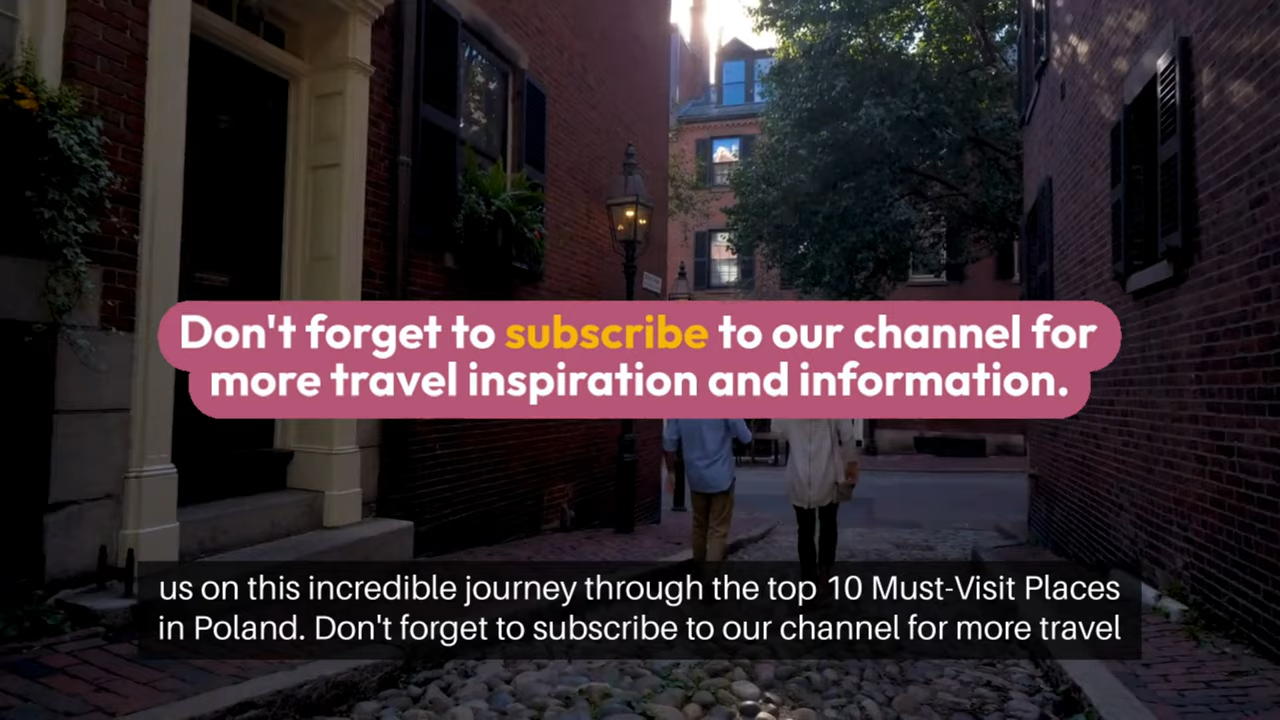 Don't forget to subscribe to our channel for
more travel inspiration and information.
us on this incredible journey through the top 10 Must-Visit Places
in Poland. Don't forget to subscribe to our channel for more travel